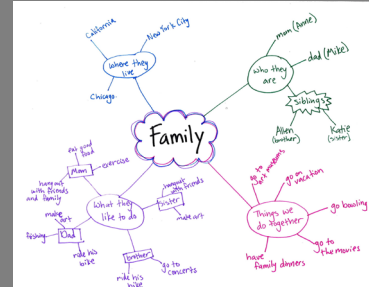 California
New York City
Where they
live
Chicago
mom (Anne)
dad (Mike)
Who they
are
Siblings
Allen
(brother)
Katie
(sister)
Family
eat good
food
exercise
Mom
hangout
with friends
and family
What they
like to do
hangout
with friends
sister
make art
make
art
fishing
Dad
ride his
bike
brother
go to
concerts
ride his
bike
go to
art museums
go on
vacation
go bowling
Things we
do together
go to
the movies
have
family dinners